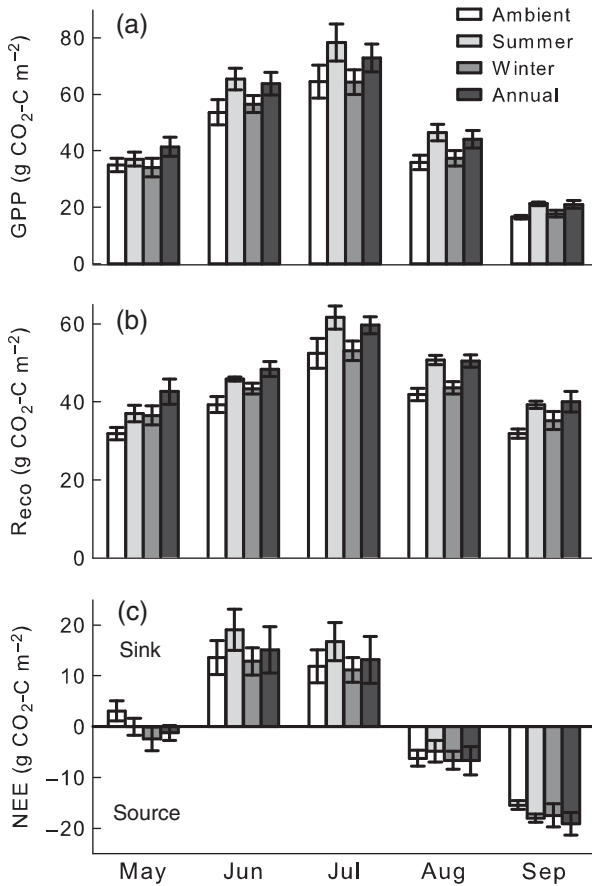 (a)
Ambient
Summer
Winter
Annual
80
60
40
20
0
GPP (g CO₂-C m⁻²)
(b)
60
40
20
0
Reco (g CO₂-C m⁻²)
(c)
20
10
0
−10
−20
NEE (g CO₂-C m⁻²)
Sink
Source
May Jun Jul Aug Sep